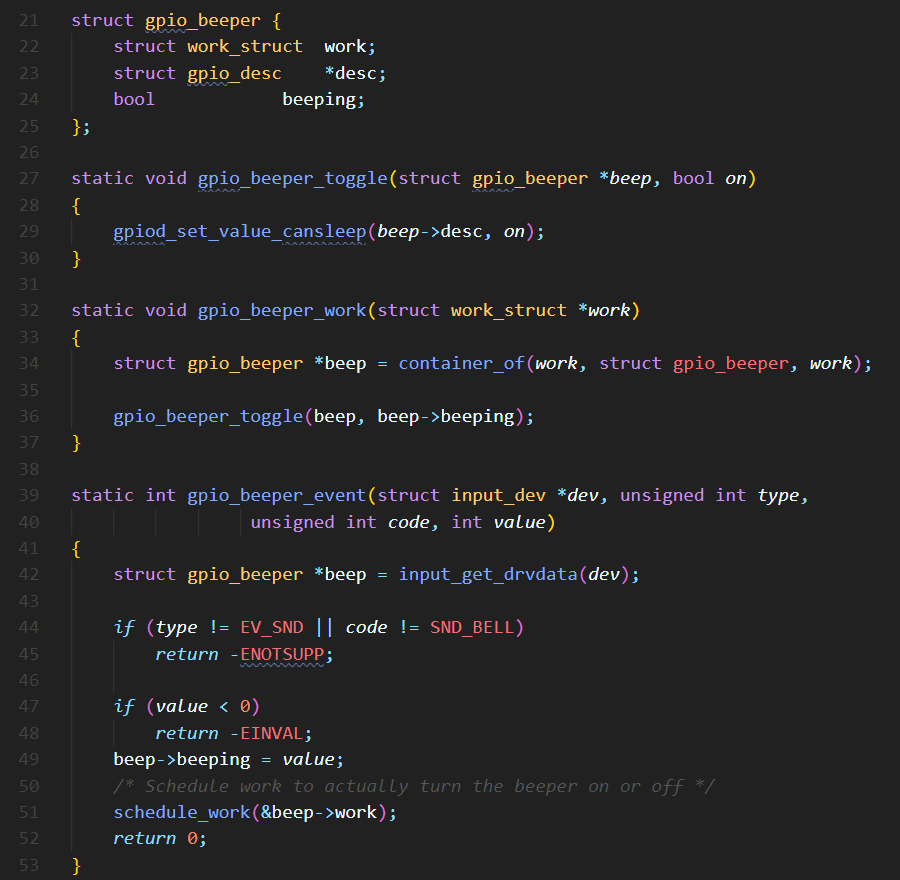 21 struct gpio_beeper {
22     struct work_struct  work;
23     struct gpio_desc    *desc;
24     bool            beeping;
25 };
26
27 static void gpio_beeper_toggle(struct gpio_beeper *beep, bool on)
28 {
29     gpiod_set_value_cansleep(beep->desc, on);
30 }
31
32 static void gpio_beeper_work(struct work_struct *work)
33 {
34     struct gpio_beeper *beep = container_of(work, struct gpio_beeper, work);
35
36     gpio_beeper_toggle(beep, beep->beeping);
37 }
38
39 static int gpio_beeper_event(struct input_dev *dev, unsigned int type,
40                  unsigned int code, int value)
41 {
42     struct gpio_beeper *beep = input_get_drvdata(dev);
43
44     if (type != EV_SND || code != SND_BELL)
45         return -ENOTSUPP;
46
47     if (value < 0)
48         return -EINVAL;
49     beep->beeping = value;
50     /* Schedule work to actually turn the beeper on or off */
51     schedule_work(&beep->work);
52     return 0;
53 }